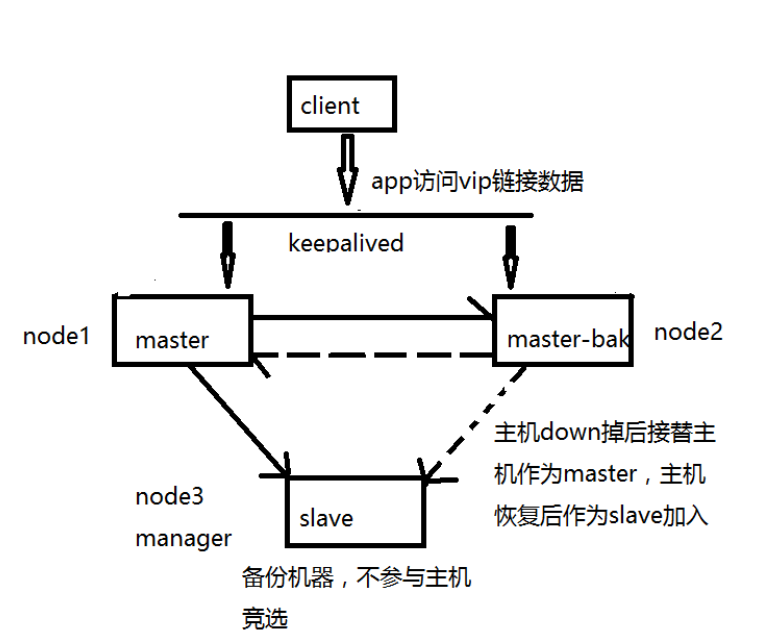 client
app访问vip链接数据
keepalived
node1
master
master-bak
node2
主机down掉后接替主
机作为master，主机
恢复后作为slave加入
node3
manager
slave
备份机器，不参与主机
竞选